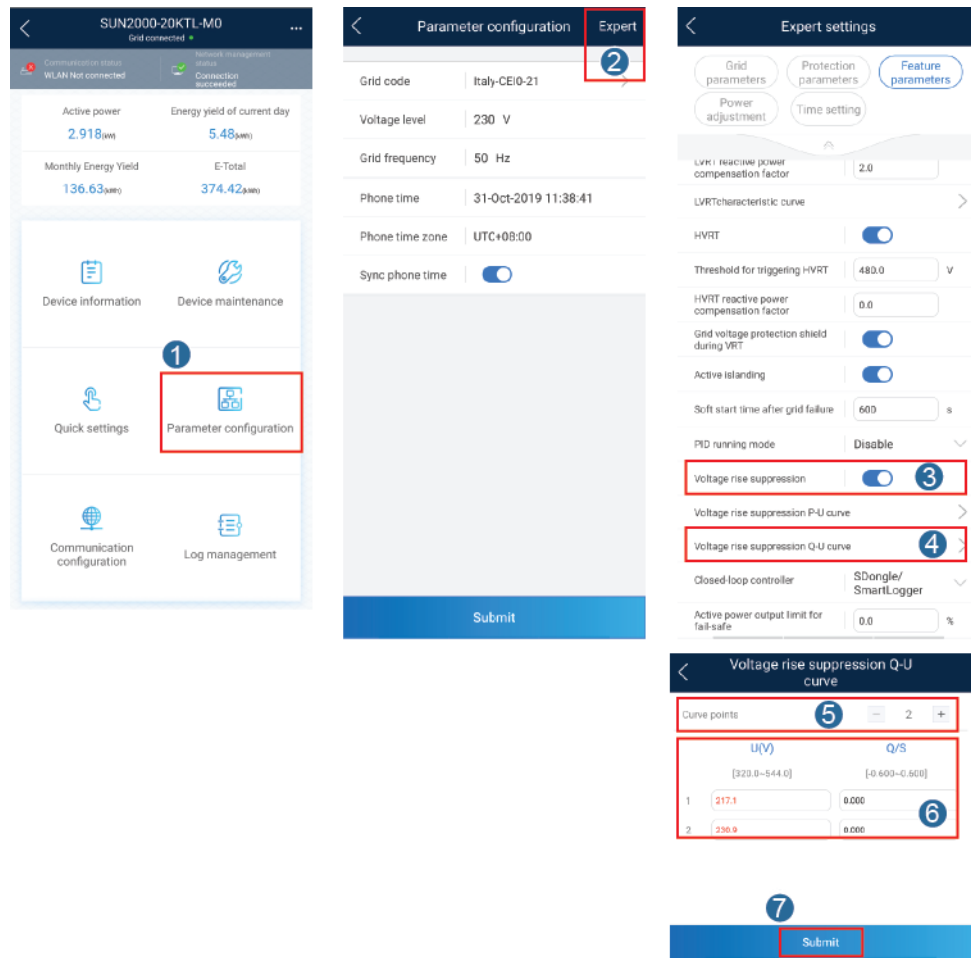 SUN2000-20KTL-M0
Grid connected
Communication status
WLAN Not connected
Network management
status
Connection
succeeded
Active power
Energy yield of current day
2.918(kW)
5.48(kWh)
Monthly Energy Yield
E-Total
136.63(kWh)
374.42(kWh)
Device information
Device maintenance
1
Quick settings
Parameter configuration
Communication
configuration
Log management
Parameter configuration
Expert
2
Grid code
Italy-CEI0-21
Voltage level
230 V
Grid frequency
50 Hz
Phone time
31-Oct-2019 11:38:41
Phone time zone
UTC+08:00
Sync phone time
Submit
Expert settings
Grid
parameters
Protection
parameters
Feature
parameters
Power
adjustment
Time setting
LVRT reactive power
compensation factor
2.0
LVRTcharacteristic curve
HVRT
Threshold for triggering HVRT
480.0
V
HVRT reactive power
compensation factor
0.0
Grid voltage protection shield
during VRT
Active islanding
Soft start time after grid failure
600
s
PID running mode
Disable
Voltage rise suppression
3
Voltage rise suppression P-U curve
Voltage rise suppression Q-U curve
4
Closed-loop controller
SDongle/
SmartLogger
Active power output limit for
fail-safe
0.0
%
Voltage rise suppression Q-U
curve
Curve points
5
2
U(V)
Q/S
[320.0~544.0]
[-0.600~0.600]
1
217.1
0.000
6
2
230.9
0.000
7
Submit